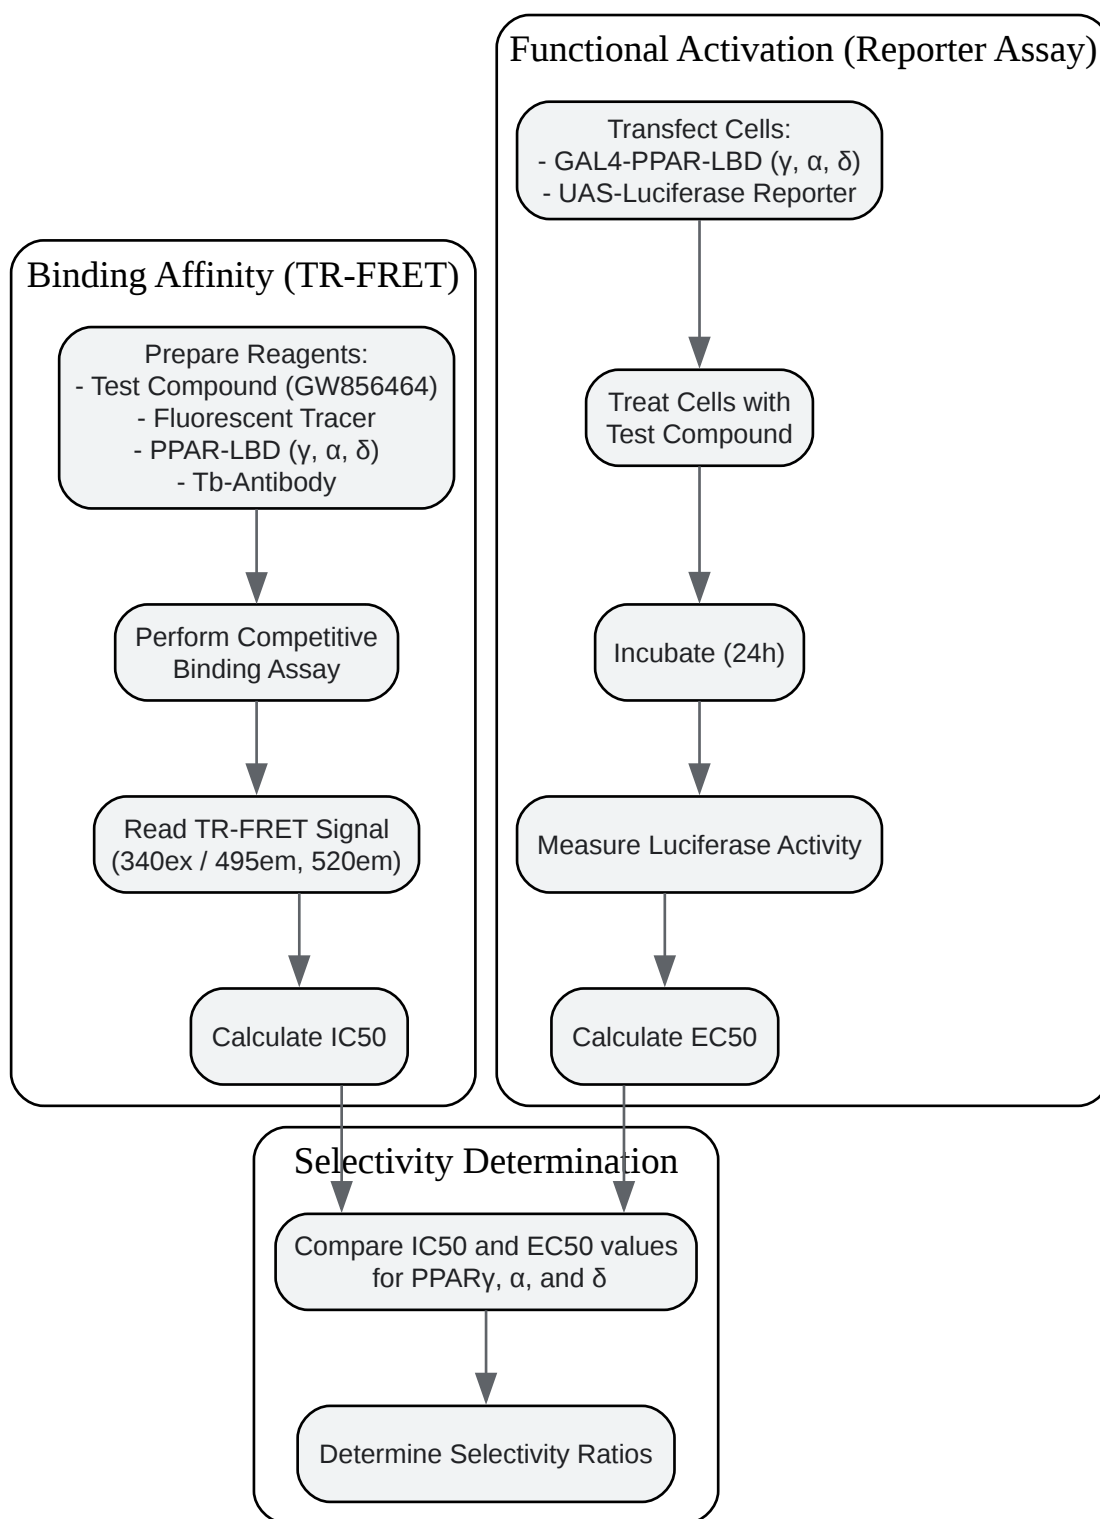 Functional Activation (Reporter Assay)
Transfect Cells:
- GAL4-PPAR-LBD (γ, α, δ)
- UAS-Luciferase Reporter
Treat Cells with
Test Compound
Incubate (24h)
Measure Luciferase Activity
Calculate EC50
Binding Affinity (TR-FRET)
Prepare Reagents:
- Test Compound (GW856464)
- Fluorescent Tracer
- PPAR-LBD (γ, α, δ)
- Tb-Antibody
Perform Competitive
Binding Assay
Read TR-FRET Signal
(340ex / 495em, 520em)
Calculate IC50
Selectivity Determination
Compare IC50 and EC50 values
for PPARγ, α, and δ
Determine Selectivity Ratios